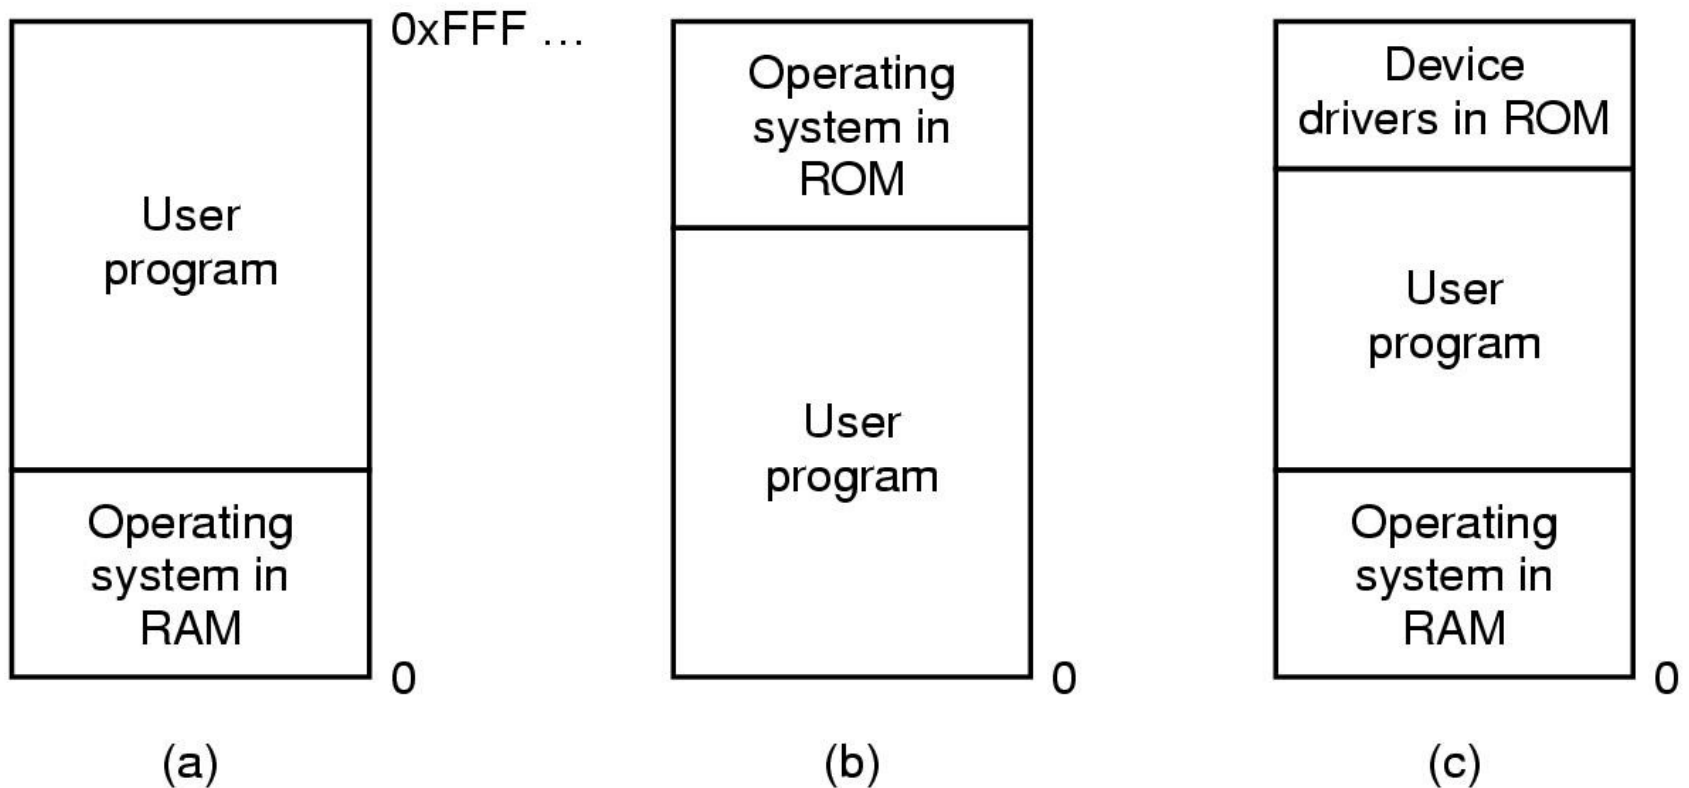 0xFFF ...
User
program
Operating
system in
RAM
0
(a)
Operating
system in
ROM
User
program
0
(b)
Device
drivers in ROM
User
program
Operating
system in
RAM
0
(c)